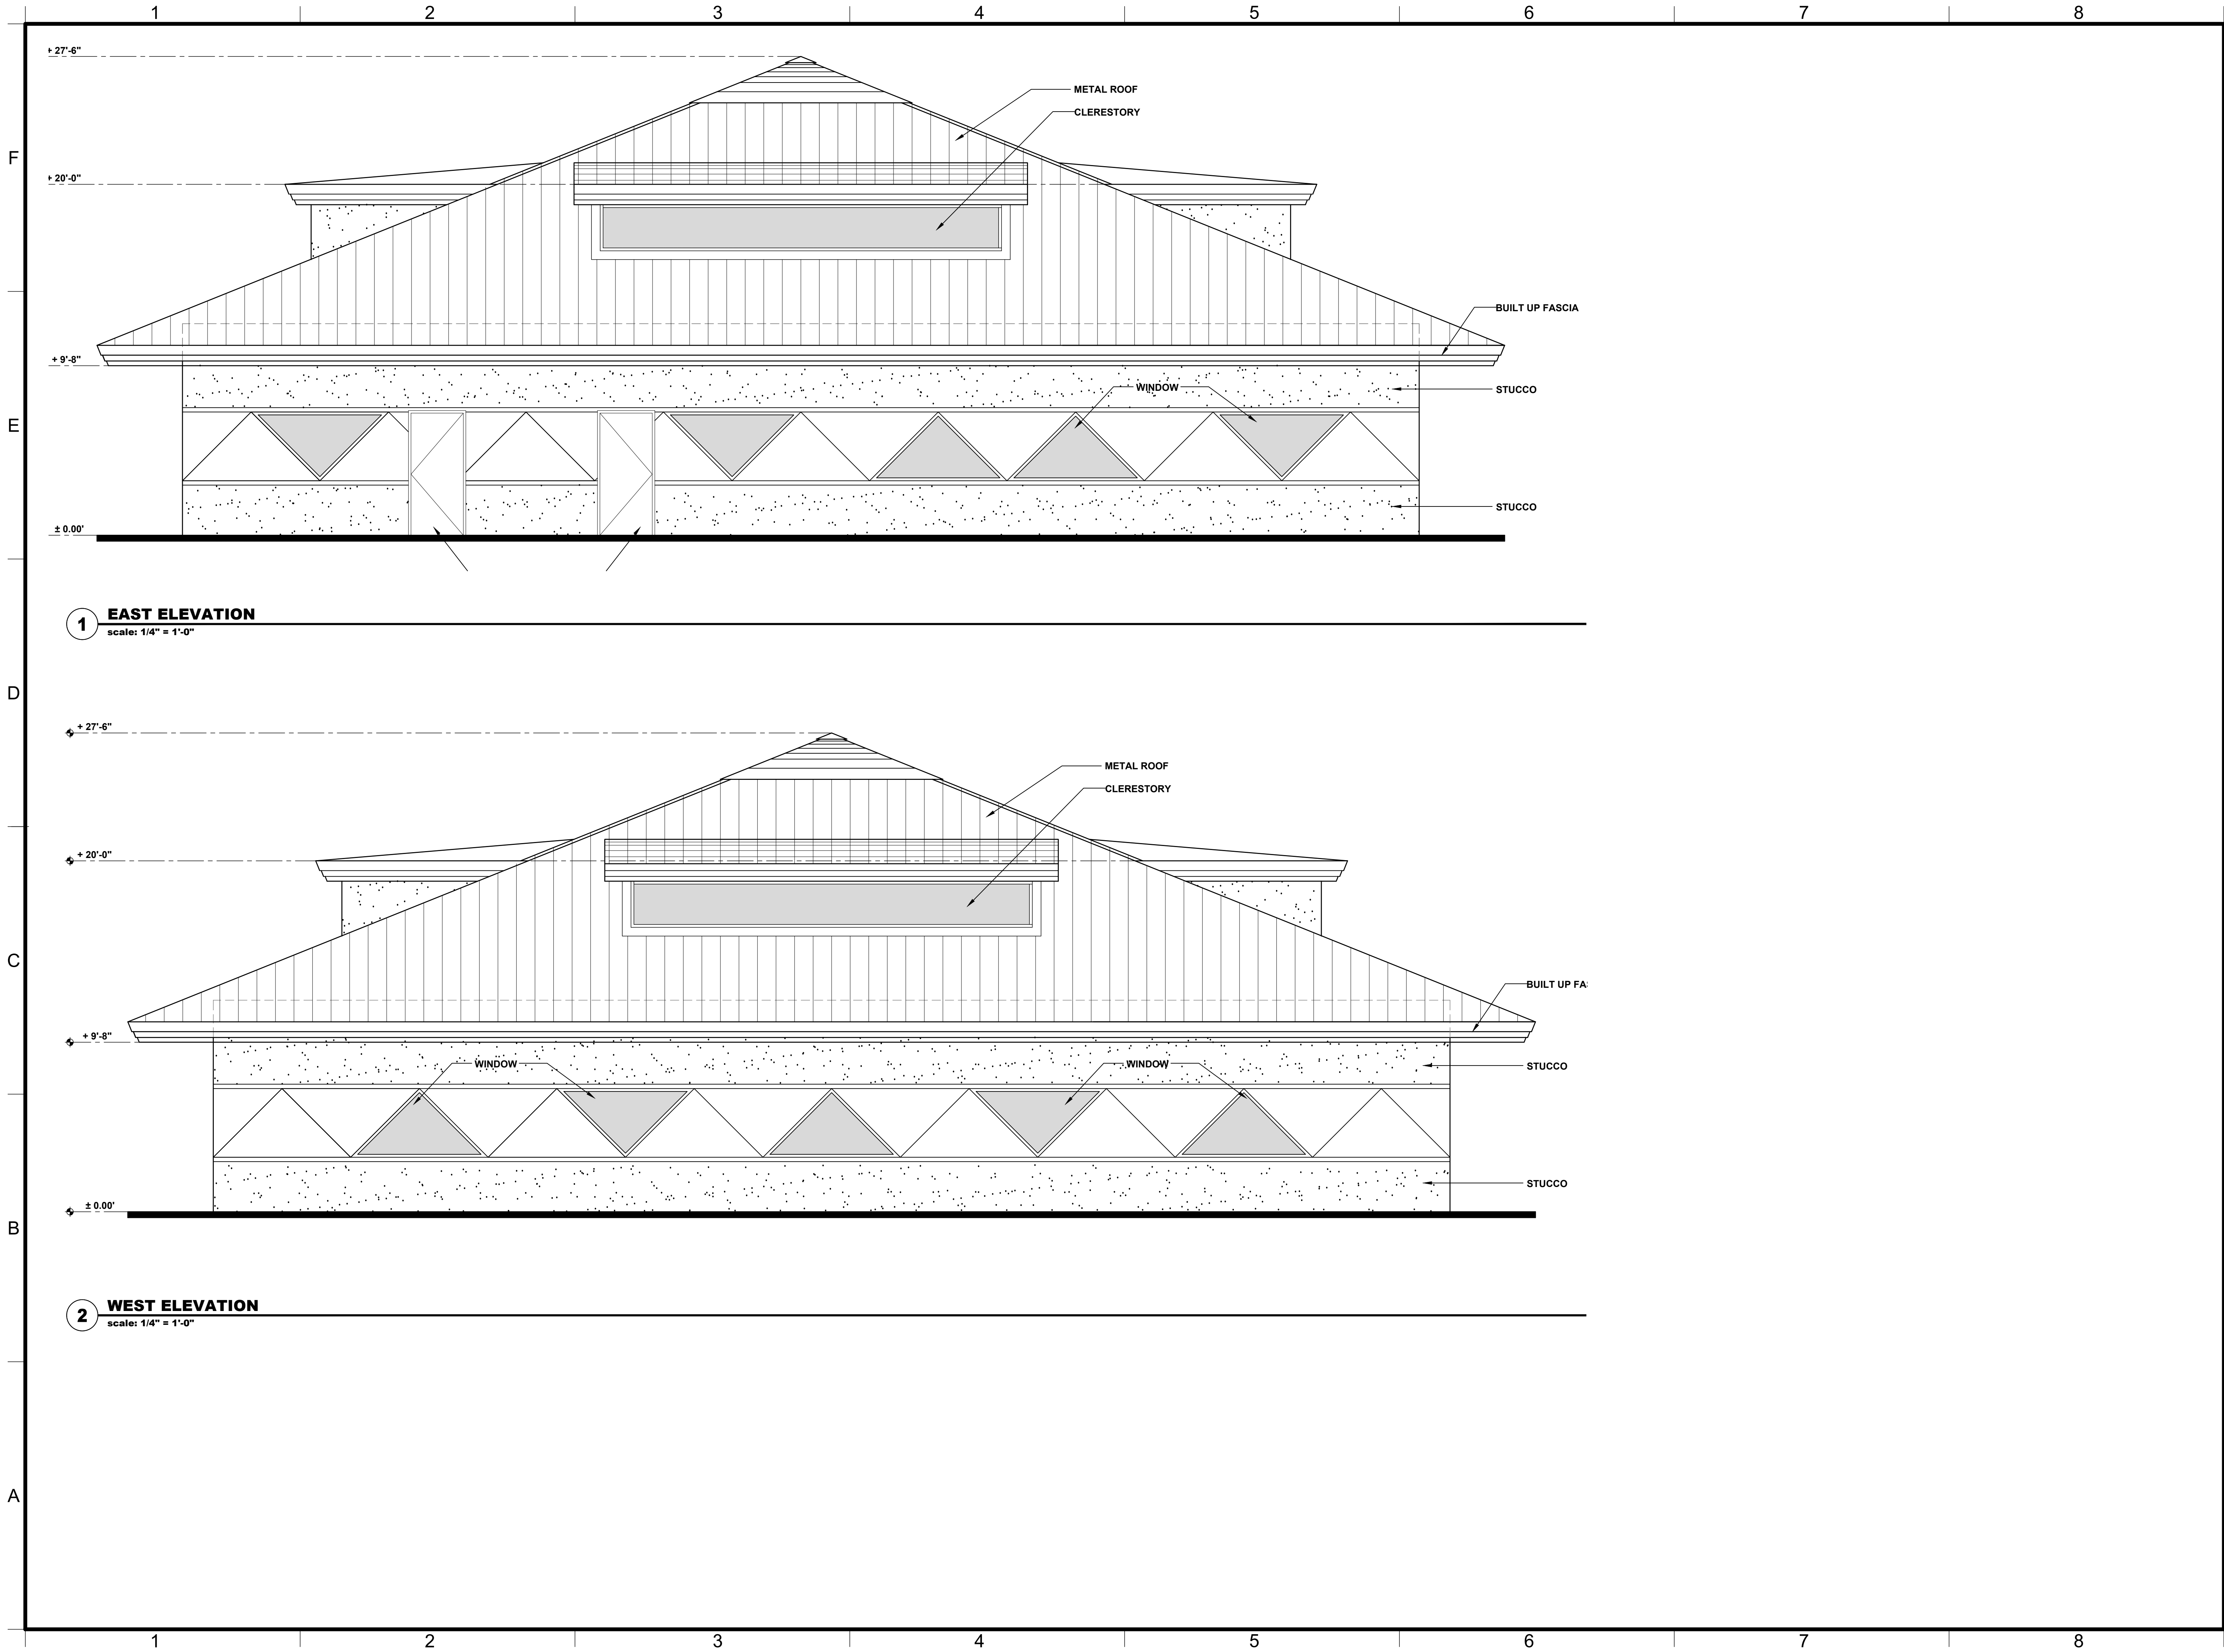 1 2 3 4 5 6 7 8
+ 27'-6"
METAL ROOF
CLERESTORY
F
+ 20'-0"
BUILT UP FASCIA
+ 9'-8"
WINDOW
STUCCO
E
STUCCO
± 0.00'
1 EAST ELEVATION
scale: 1/4" = 1'-0"
D
+ 27'-6"
METAL ROOF
CLERESTORY
+ 20'-0"
C
BUILT UP FA
+ 9'-8"
WINDOW WINDOW
STUCCO
STUCCO
± 0.00'
B
2 WEST ELEVATION
scale: 1/4" = 1'-0"
A
1 2 3 4 5 6 7 8